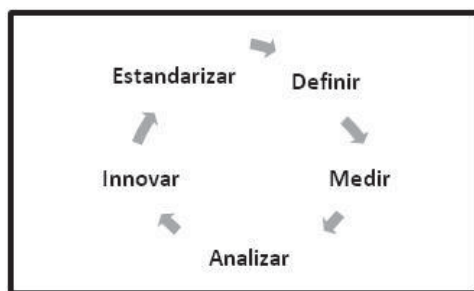 Estandarizar
Definir
Innovar
Medir
Analizar